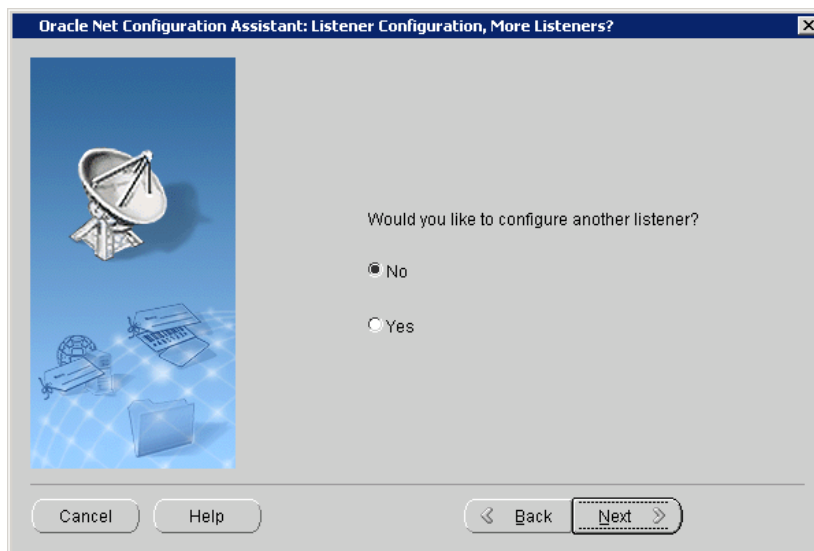 Oracle Net Configuration Assistant: Listener Configuration, More Listeners?
Would you like to configure another listener?
No
Yes
Cancel
Help
Back
Next